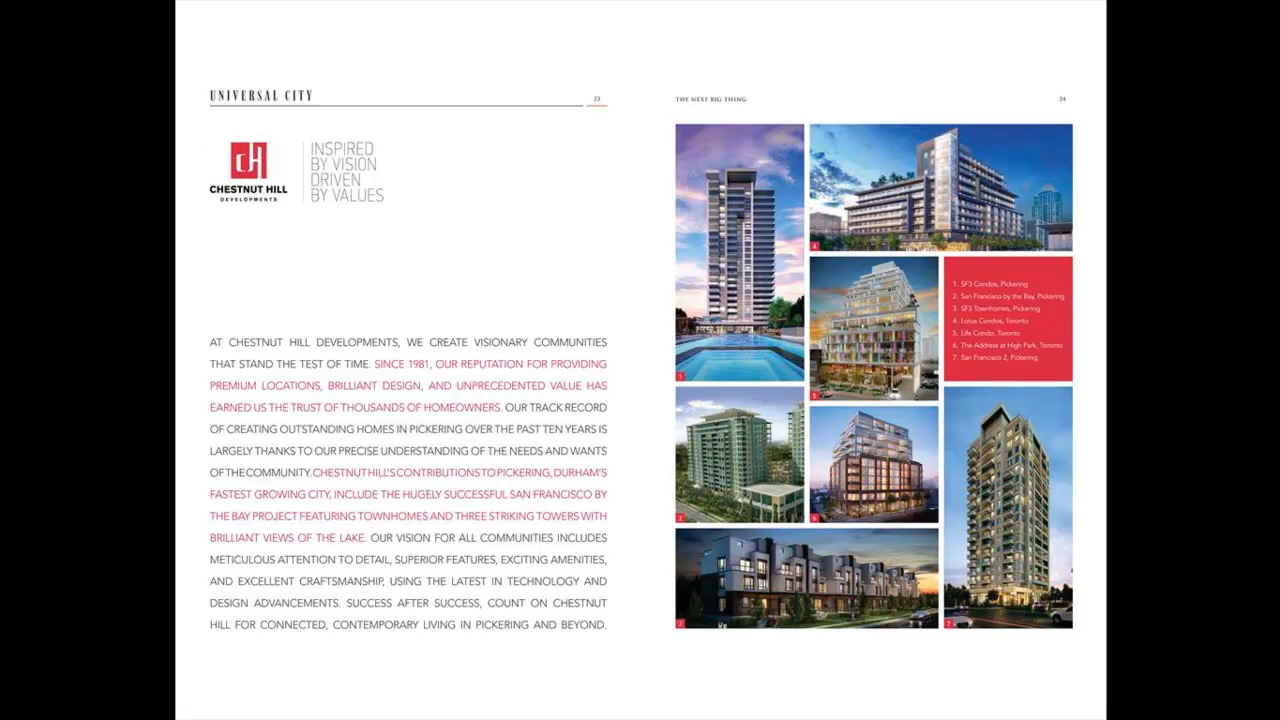 UNIVERSAL CITY
23
CH
CHESTNUT HILL
DEVELOPMENTS
INSPIRED
BY VISION
DRIVEN
BY VALUES
AT CHESTNUT HILL DEVELOPMENTS, WE CREATE VISIONARY COMMUNITIES
THAT STAND THE TEST OF TIME. SINCE 1981, OUR REPUTATION FOR PROVIDING
PREMIUM LOCATIONS, BRILLIANT DESIGN, AND UNPRECEDENTED VALUE HAS
EARNED US THE TRUST OF THOUSANDS OF HOMEOWNERS. OUR TRACK RECORD
OF CREATING OUTSTANDING HOMES IN PICKERING OVER THE PAST TEN YEARS IS
LARGELY THANKS TO OUR PRECISE UNDERSTANDING OF THE NEEDS AND WANTS
OF THE COMMUNITY. CHESTNUT HILL'S CONTRIBUTIONS TO PICKERING, DURHAM'S
FASTEST GROWING CITY, INCLUDE THE HUGELY SUCCESSFUL SAN FRANCISCO BY
THE BAY PROJECT FEATURING TOWNHOMES AND THREE STRIKING TOWERS WITH
BRILLIANT VIEWS OF THE LAKE. OUR VISION FOR ALL COMMUNITIES INCLUDES
METICULOUS ATTENTION TO DETAIL, SUPERIOR FEATURES, EXCITING AMENITIES,
AND EXCELLENT CRAFTSMANSHIP, USING THE LATEST IN TECHNOLOGY AND
DESIGN ADVANCEMENTS. SUCCESS AFTER SUCCESS, COUNT ON CHESTNUT
HILL FOR CONNECTED, CONTEMPORARY LIVING IN PICKERING AND BEYOND.
THE NEXT BIG THING
24
1
4
5
1. SF3 Condos, Pickering
2. San Francisco by the Bay, Pickering
3. SF3 Townhomes, Pickering
4. Lotus Condos, Toronto
5. Life Condo, Toronto
6. The Address at High Park, Toronto
7. San Francisco 2, Pickering
2
6
3
7